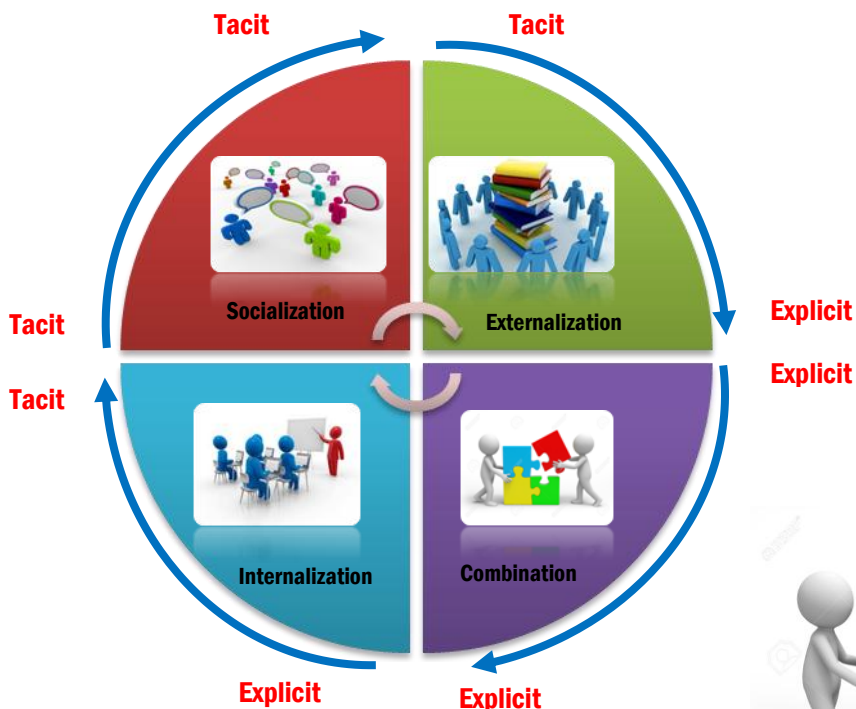 Tacit
Tacit
Socialization
Externalization
Tacit
Explicit
Tacit
Explicit
Internalization
Combination
Explicit
Explicit